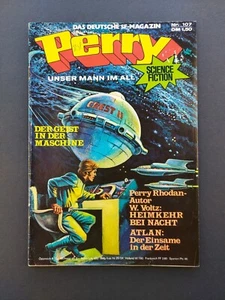 DAS DEUTSCHE SF-MAGAZIN
Nr. 107
DM 1,50
Perry
UNSER MANN IM ALL
SCIENCE
FICTION
DER GEIST
IN DER
MASCHINE
Perry Rhodan-
Autor
W. Voltz:
HEIMKEHR
BEI NACHT
ATLAN:
Der Einsame
in der Zeit